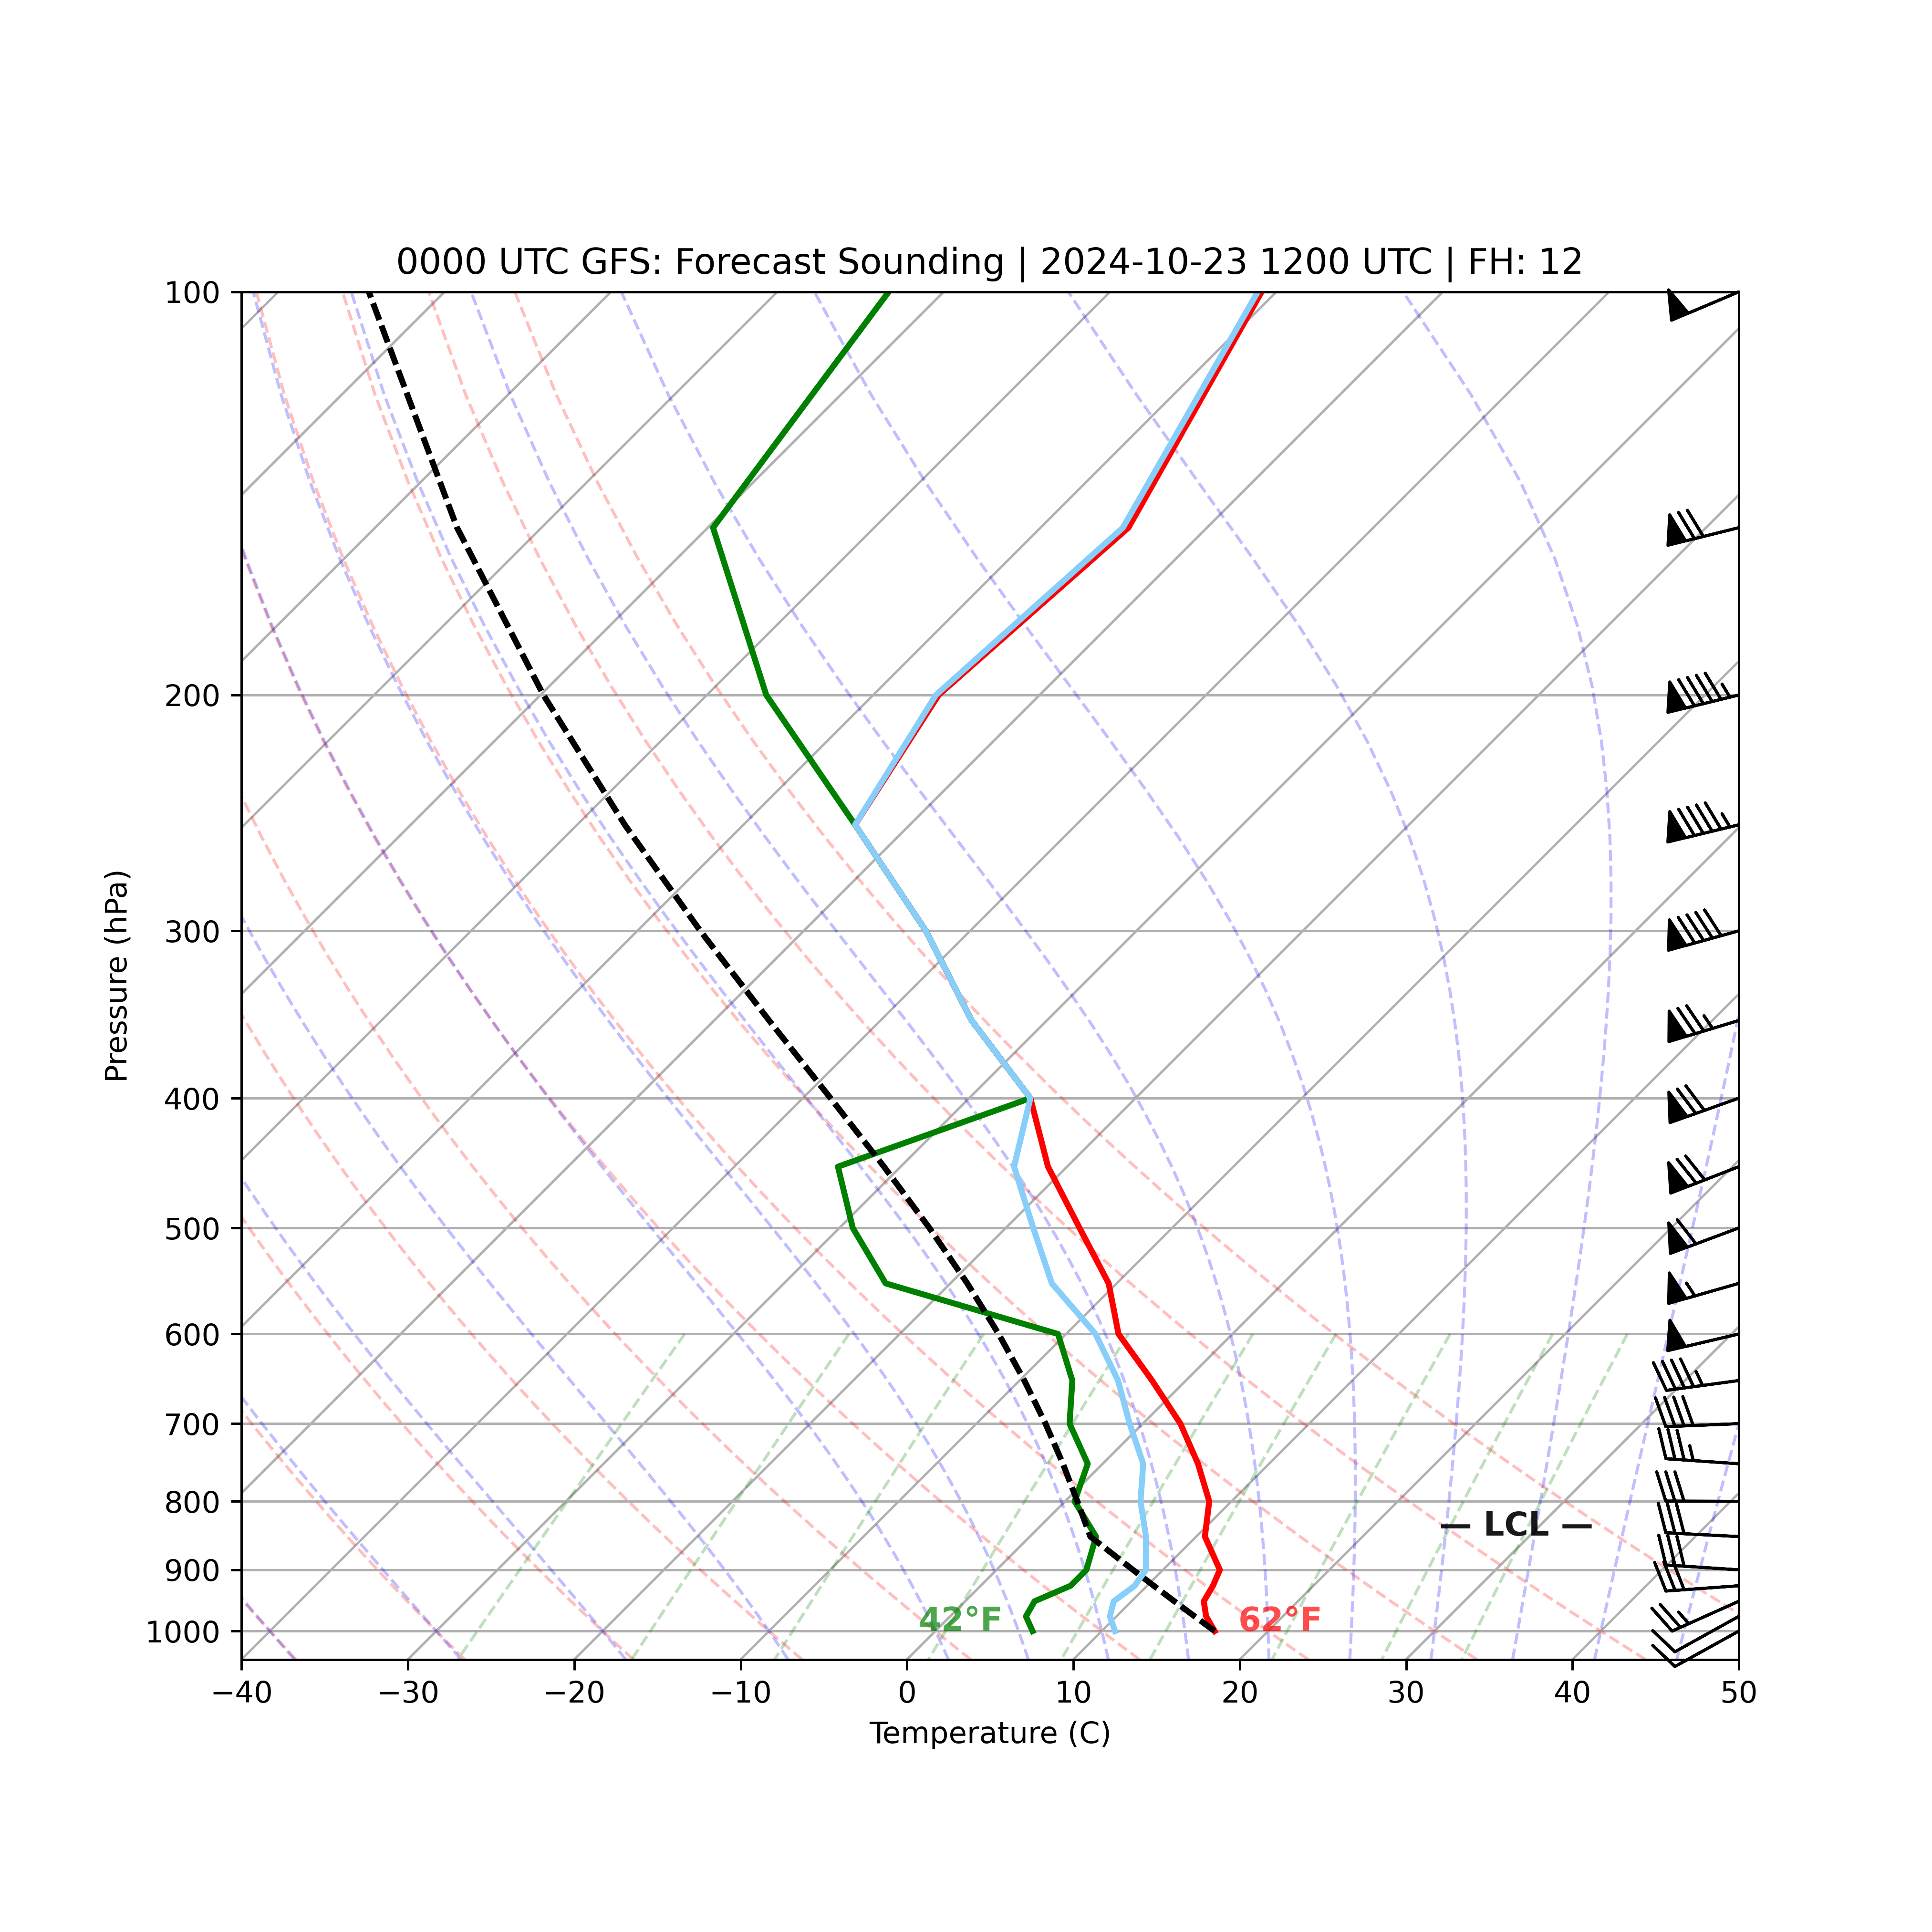 0000 UTC GFS: Forecast Sounding | 2024-10-23 1200 UTC | FH: 12
100
200
300
400
500
600
700
800
900
1000
Pressure (hPa)
— LCL —
42°F
62°F
−40 −30 −20 −10 0 10 20 30 40 50
Temperature (C)